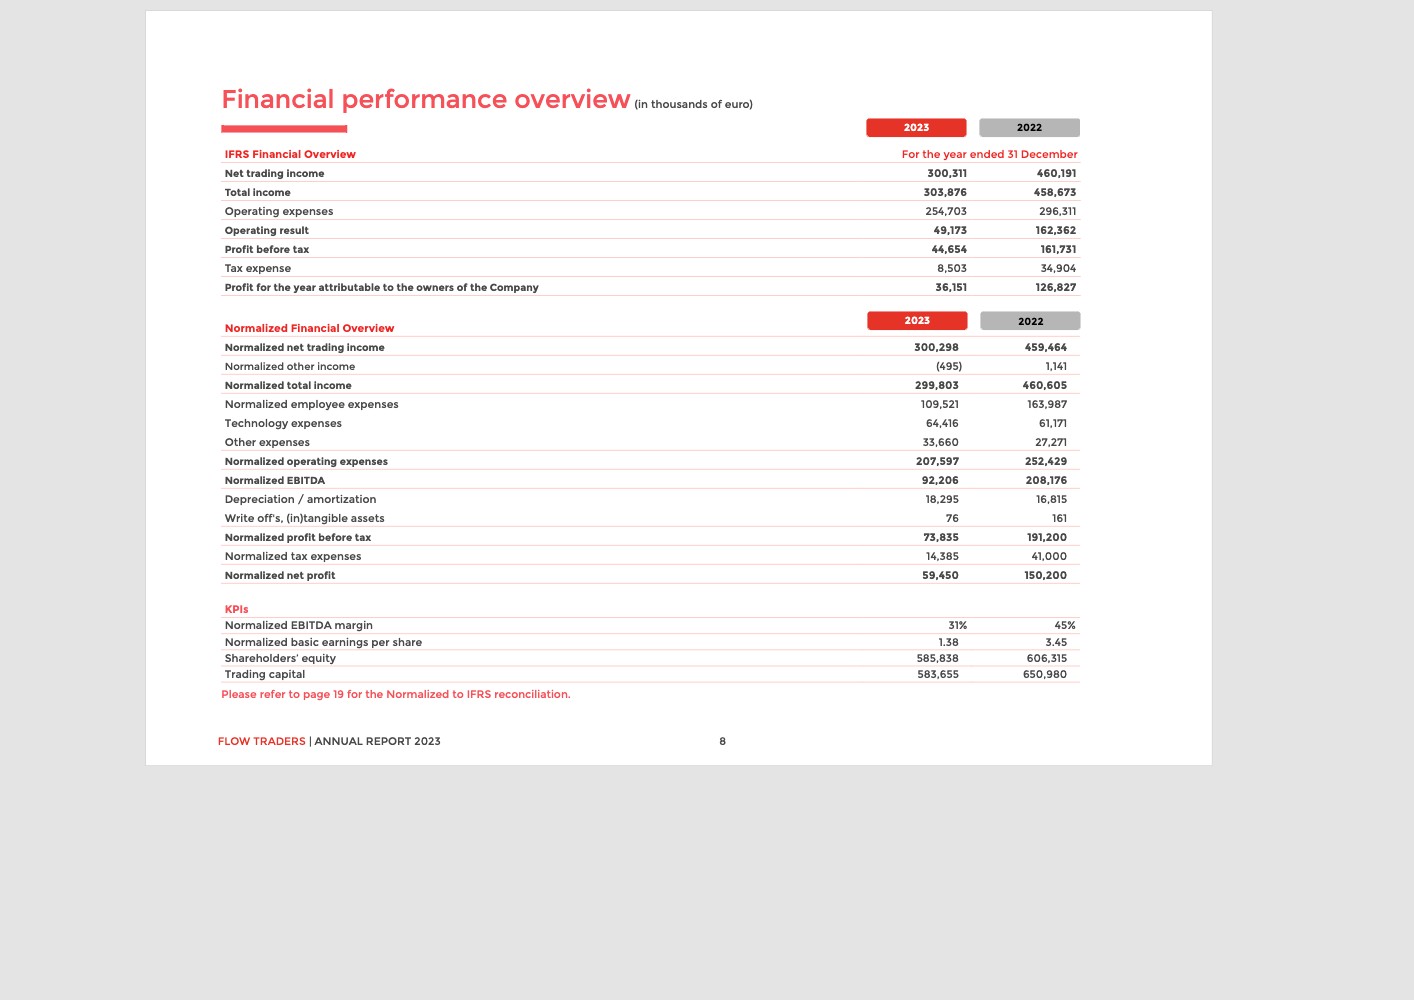 Financial performance overview (in thousands of euro)
2023 2022
IFRS Financial Overview For the year ended 31 December
Net trading income 300,311 460,191
Total income 303,876 458,673
Operating expenses 254,703 296,311
Operating result 49,173 162,362
Profit before tax 44,654 161,731
Tax expense 8,503 34,904
Profit for the year attributable to the owners of the Company 36,151 126,827
Normalized Financial Overview 2023 2022
Normalized net trading income 300,298 459,464
Normalized other income (495) 1,141
Normalized total income 299,803 460,605
Normalized employee expenses 109,521 163,987
Technology expenses 64,416 61,171
Other expenses 33,660 27,271
Normalized operating expenses 207,597 252,429
Normalized EBITDA 92,206 208,176
Depreciation / amortization 18,295 16,815
Write off's, (in)tangible assets 76 161
Normalized profit before tax 73,835 191,200
Normalized tax expenses 14,385 41,000
Normalized net profit 59,450 150,200
KPIs
Normalized EBITDA margin 31% 45%
Normalized basic earnings per share 1.38 3.45
Shareholders' equity 585,838 606,315
Trading capital 583,655 650,980
Please refer to page 19 for the Normalized to IFRS reconciliation.
FLOW TRADERS | ANNUAL REPORT 2023 8